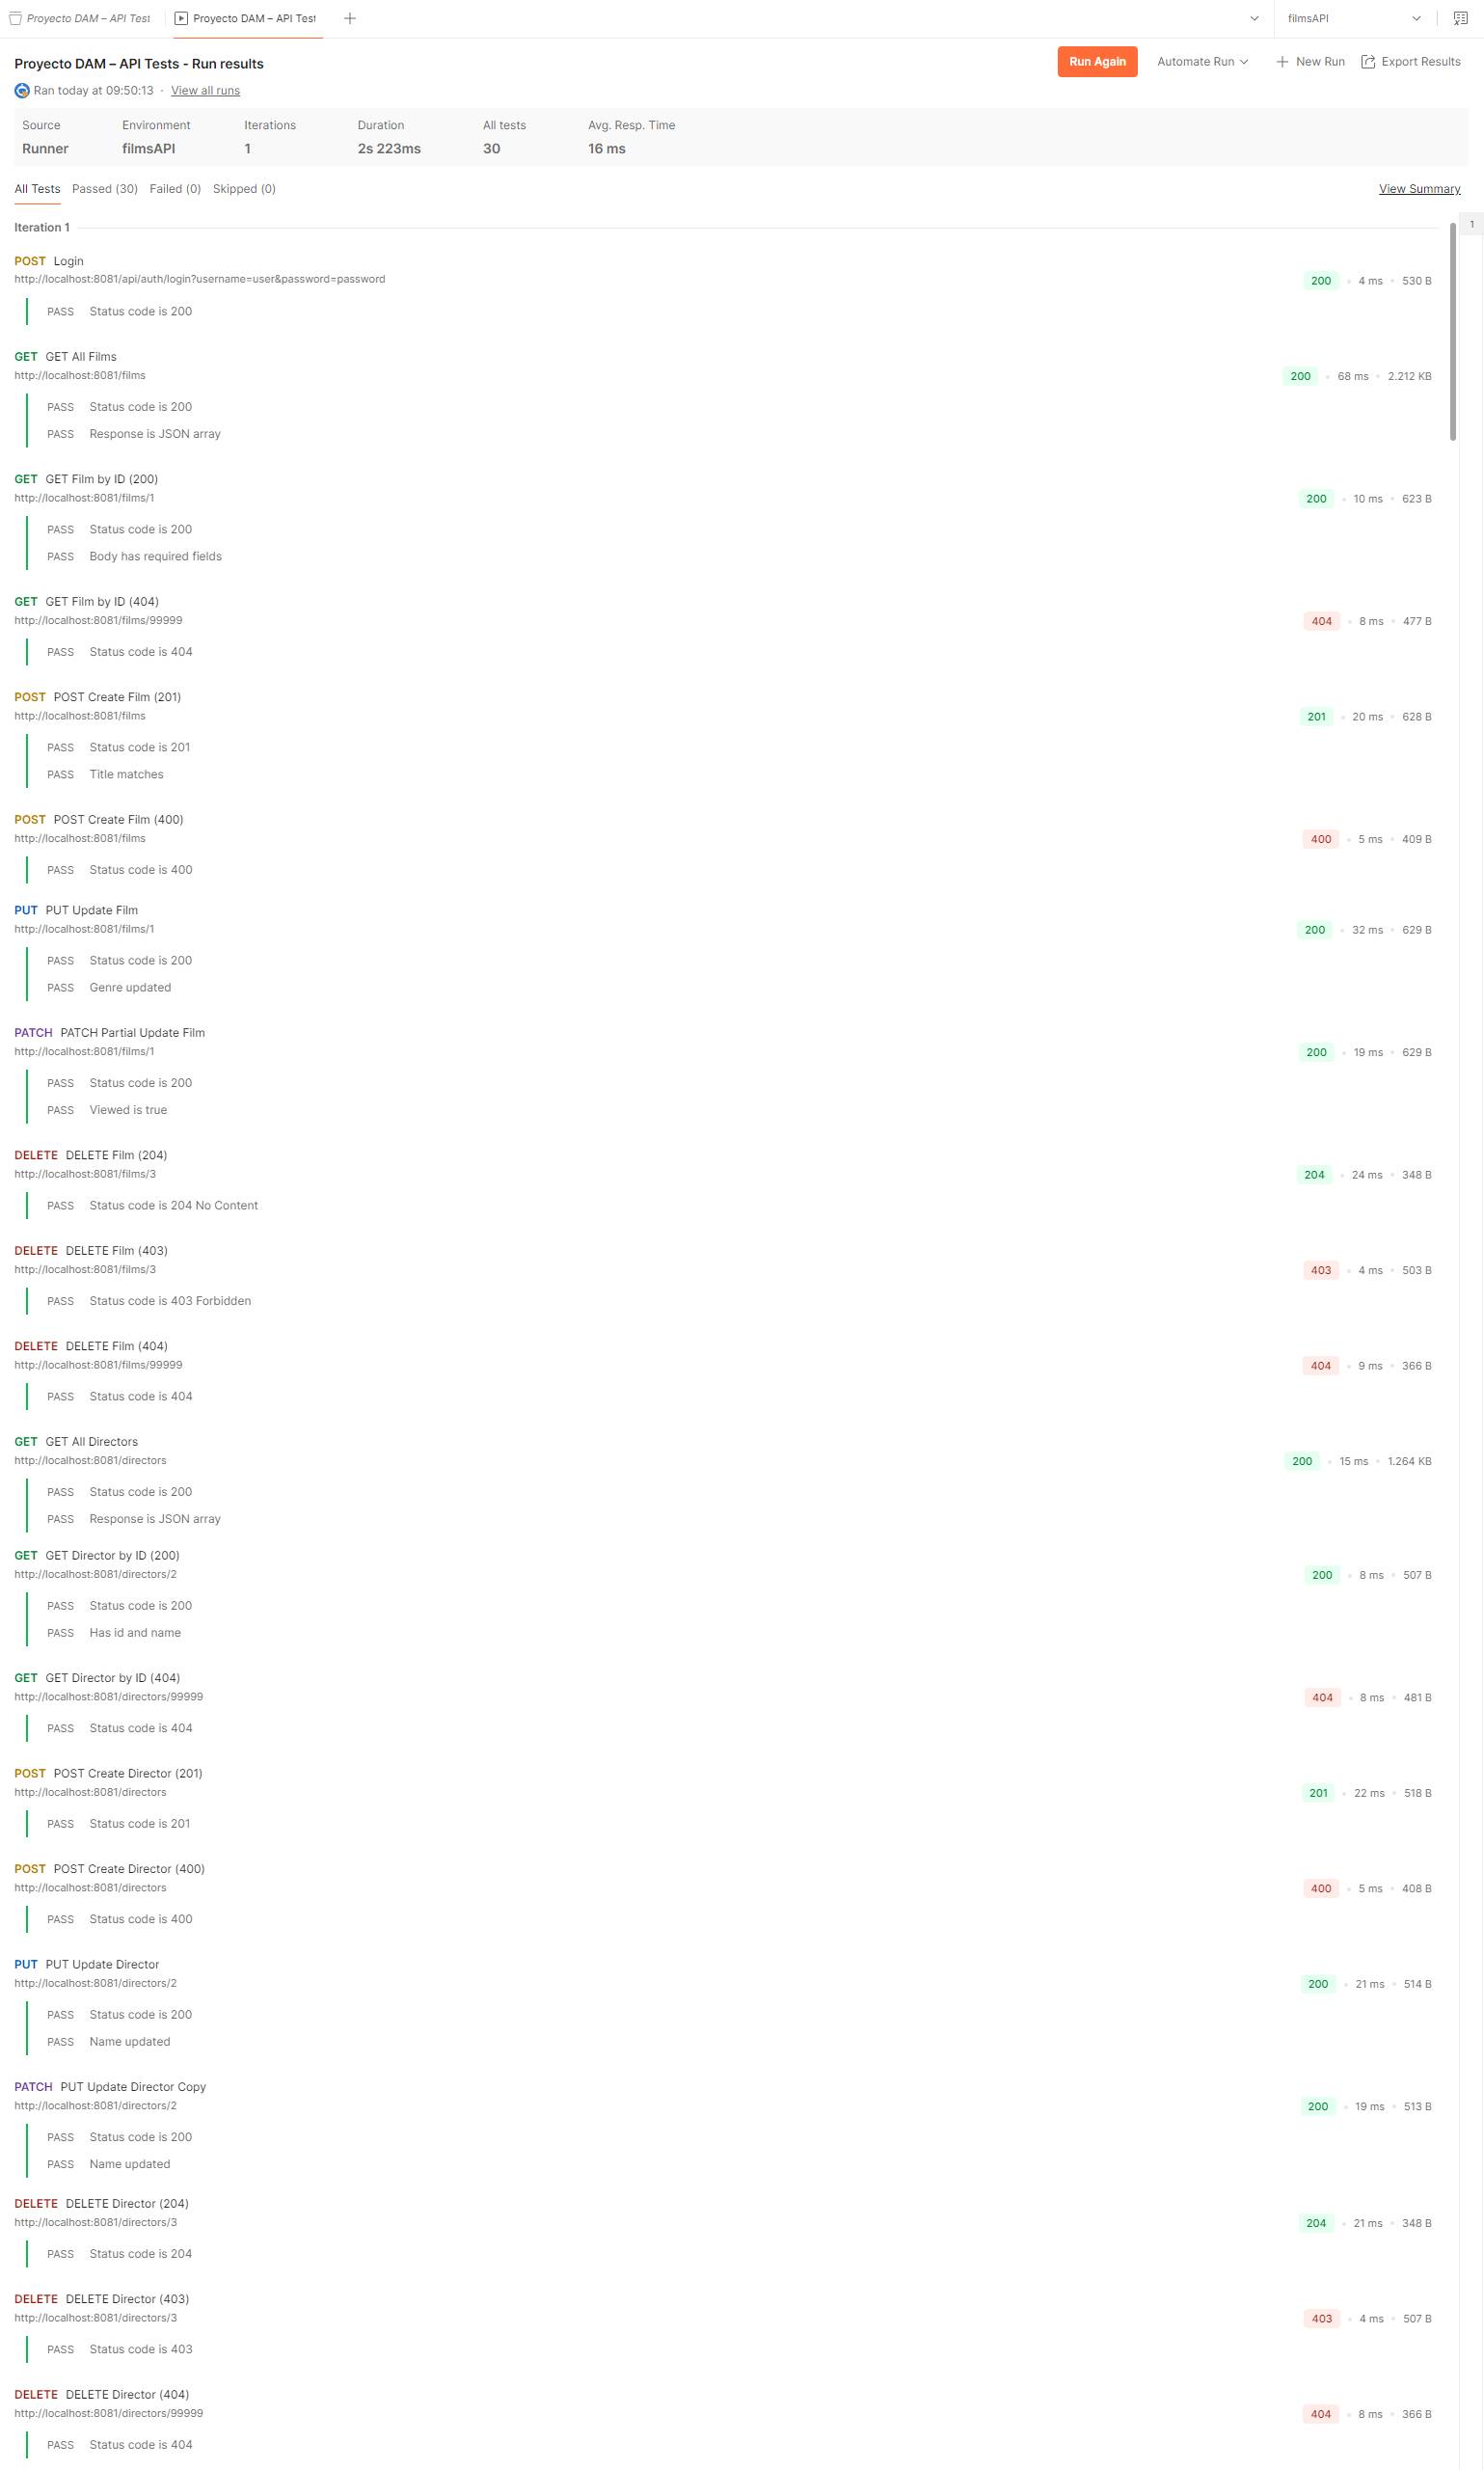 Proyecto DAM – API Test
Proyecto DAM – API Test
filmsAPI
Proyecto DAM – API Tests - Run results
Run Again
Automate Run
New Run
Export Results
Ran today at 09:50:13 · View all runs
Source Environment Iterations Duration All tests Avg. Resp. Time
Runner filmsAPI 1 2s 223ms 30 16 ms
All Tests Passed (30) Failed (0) Skipped (0) View Summary
Iteration 1
1
POST Login
http://localhost:8081/api/auth/login?username=user&password=password
200 • 4 ms • 530 B
PASS Status code is 200
GET GET All Films
http://localhost:8081/films
200 • 68 ms • 2.212 KB
PASS Status code is 200
PASS Response is JSON array
GET GET Film by ID (200)
http://localhost:8081/films/1
200 • 10 ms • 623 B
PASS Status code is 200
PASS Body has required fields
GET GET Film by ID (404)
http://localhost:8081/films/99999
404 • 8 ms • 477 B
PASS Status code is 404
POST POST Create Film (201)
http://localhost:8081/films
201 • 20 ms • 628 B
PASS Status code is 201
PASS Title matches
POST POST Create Film (400)
http://localhost:8081/films
400 • 5 ms • 409 B
PASS Status code is 400
PUT PUT Update Film
http://localhost:8081/films/1
200 • 32 ms • 629 B
PASS Status code is 200
PASS Genre updated
PATCH PATCH Partial Update Film
http://localhost:8081/films/1
200 • 19 ms • 629 B
PASS Status code is 200
PASS Viewed is true
DELETE DELETE Film (204)
http://localhost:8081/films/3
204 • 24 ms • 348 B
PASS Status code is 204 No Content
DELETE DELETE Film (403)
http://localhost:8081/films/3
403 • 4 ms • 503 B
PASS Status code is 403 Forbidden
DELETE DELETE Film (404)
http://localhost:8081/films/99999
404 • 9 ms • 366 B
PASS Status code is 404
GET GET All Directors
http://localhost:8081/directors
200 • 15 ms • 1.264 KB
PASS Status code is 200
PASS Response is JSON array
GET GET Director by ID (200)
http://localhost:8081/directors/2
200 • 8 ms • 507 B
PASS Status code is 200
PASS Has id and name
GET GET Director by ID (404)
http://localhost:8081/directors/99999
404 • 8 ms • 481 B
PASS Status code is 404
POST POST Create Director (201)
http://localhost:8081/directors
201 • 22 ms • 518 B
PASS Status code is 201
POST POST Create Director (400)
http://localhost:8081/directors
400 • 5 ms • 408 B
PASS Status code is 400
PUT PUT Update Director
http://localhost:8081/directors/2
200 • 21 ms • 514 B
PASS Status code is 200
PASS Name updated
PATCH PUT Update Director Copy
http://localhost:8081/directors/2
200 • 19 ms • 513 B
PASS Status code is 200
PASS Name updated
DELETE DELETE Director (204)
http://localhost:8081/directors/3
204 • 21 ms • 348 B
PASS Status code is 204
DELETE DELETE Director (403)
http://localhost:8081/directors/3
403 • 4 ms • 507 B
PASS Status code is 403
DELETE DELETE Director (404)
http://localhost:8081/directors/99999
404 • 8 ms • 366 B
PASS Status code is 404